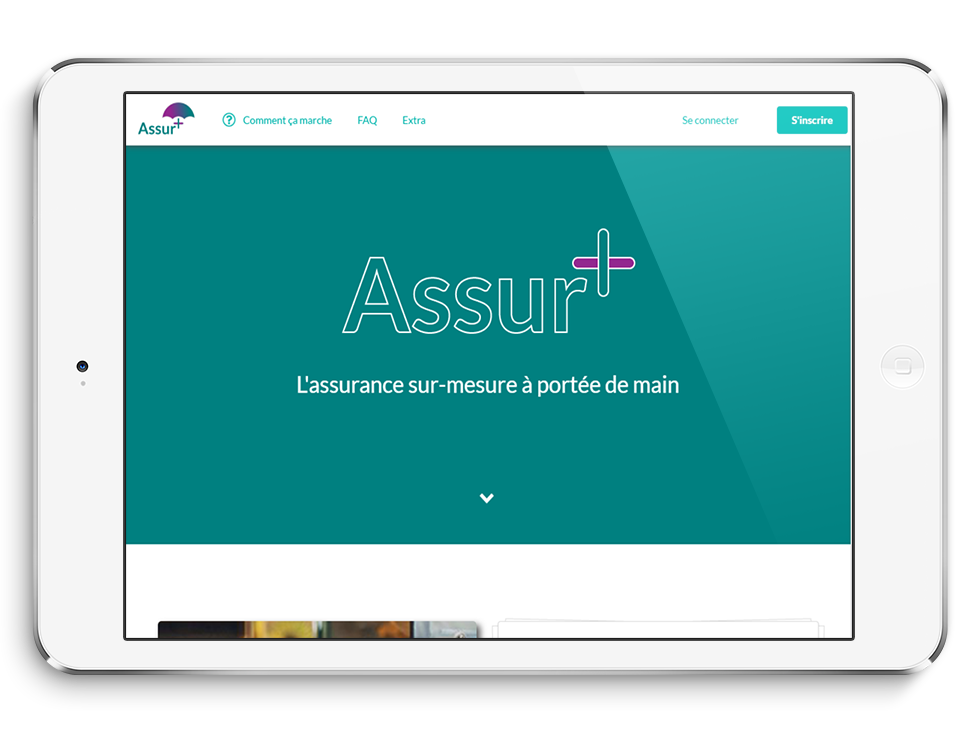 Assur+
Comment ça marche
FAQ
Extra
Se connecter
S'inscrire
Assur+
L'assurance sur-mesure à portée de main